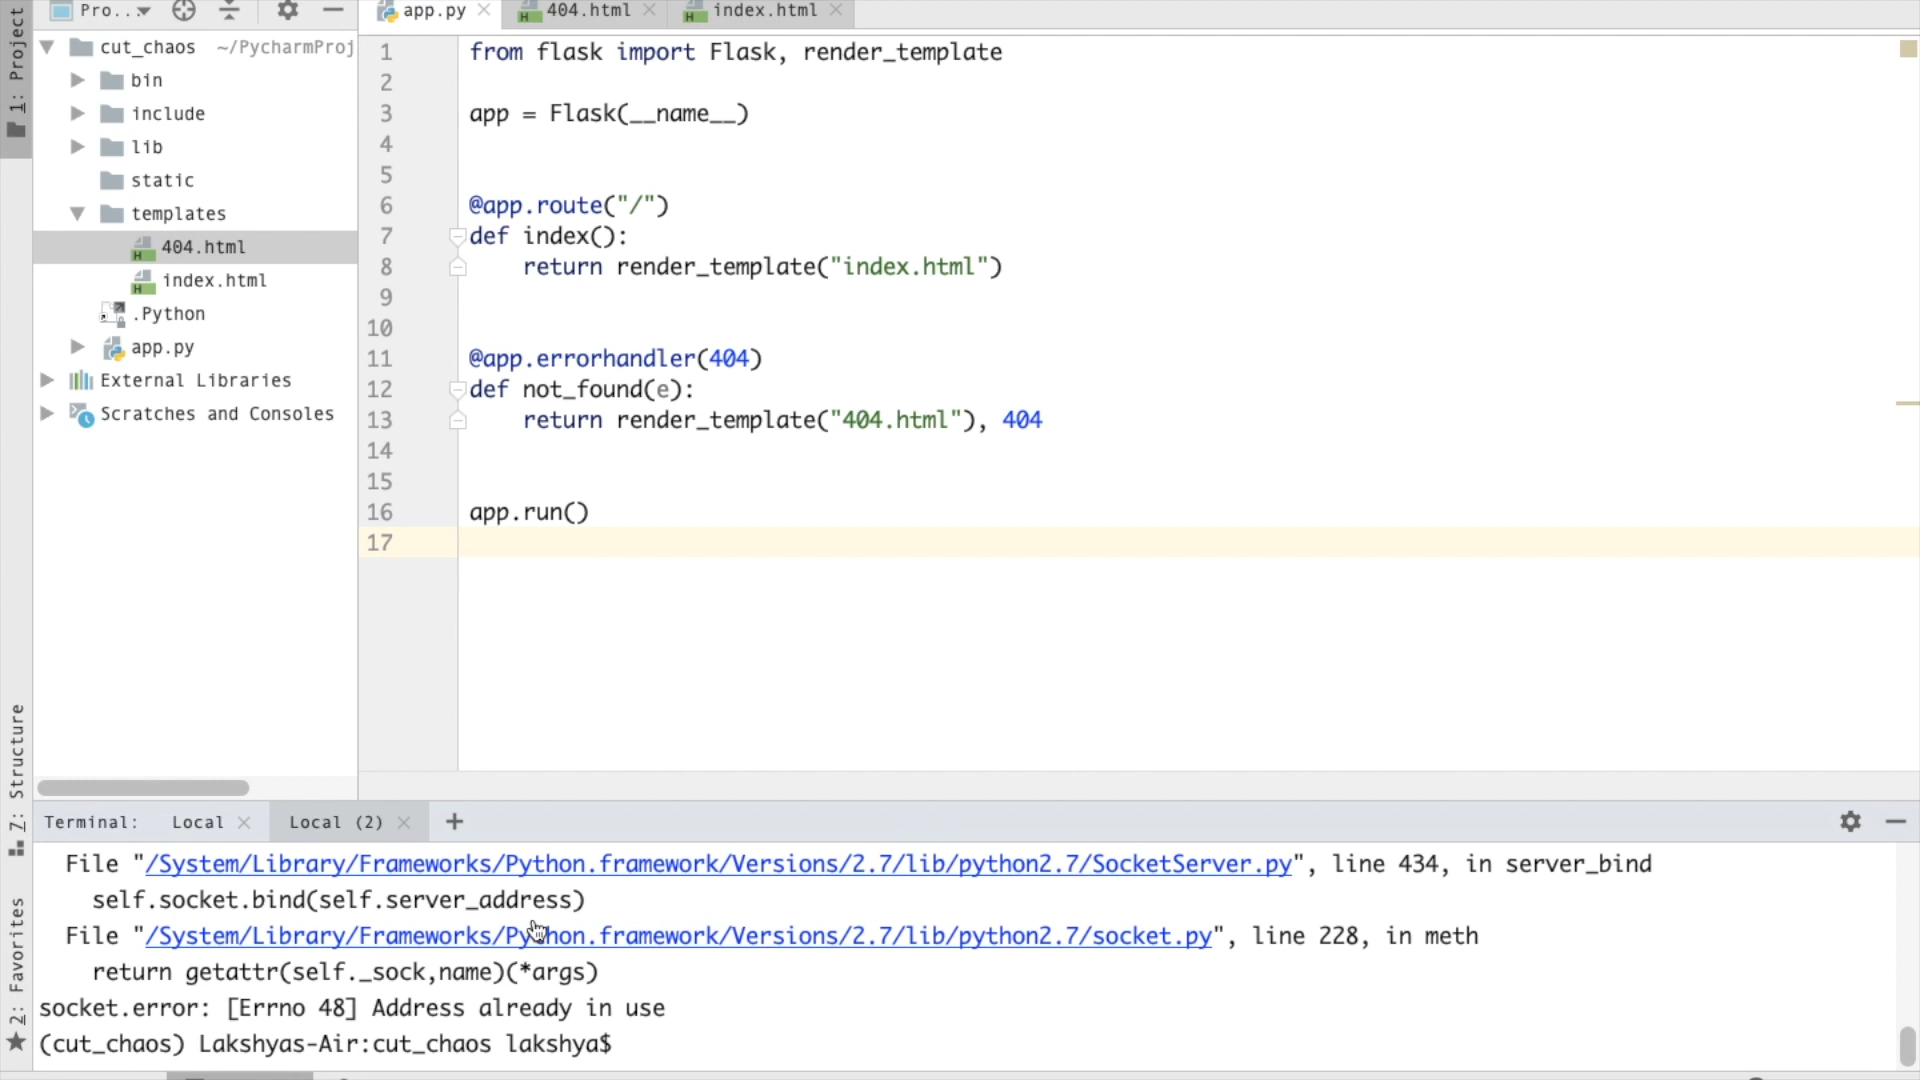 Pro...
app.py
404.html
index.html
1: Project
cut_chaos ~/PycharmProj
bin
include
lib
static
templates
404.html
index.html
.Python
app.py
External Libraries
Scratches and Consoles
1 from flask import Flask, render_template
2
3 app = Flask(__name__)
4
5
6 @app.route("/")
7 def index():
8 return render_template("index.html")
9
10
11 @app.errorhandler(404)
12 def not_found(e):
13 return render_template("404.html"), 404
14
15
16 app.run()
17
Z: Structure
2: Favorites
Terminal: Local Local (2) +
File "/System/Library/Frameworks/Python.framework/Versions/2.7/lib/python2.7/SocketServer.py", line 434, in server_bind
self.socket.bind(self.server_address)
File "/System/Library/Frameworks/Python.framework/Versions/2.7/lib/python2.7/socket.py", line 228, in meth
return getattr(self._sock,name)(*args)
socket.error: [Errno 48] Address already in use
(cut_chaos) Lakshyas-Air:cut_chaos lakshya$